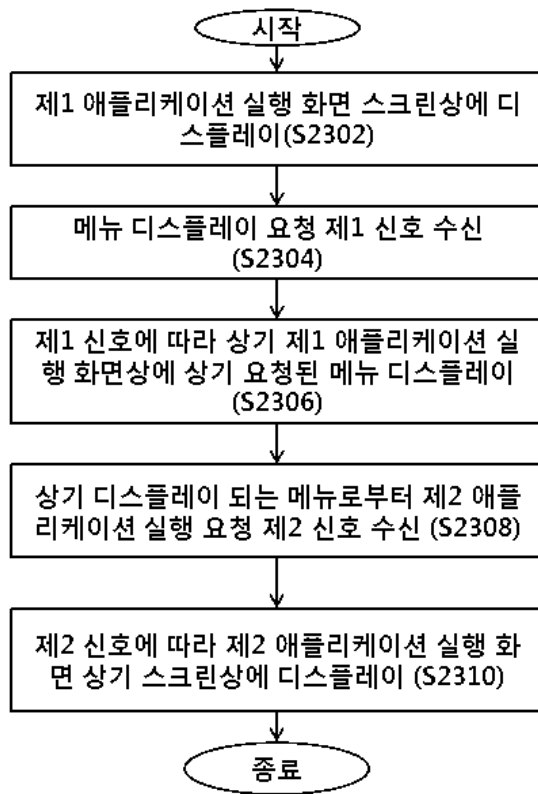 시작
제1 애플리케이션 실행 화면 스크린상에 디
스플레이(S2302)
메뉴 디스플레이 요청 제1 신호 수신
(S2304)
제1 신호에 따라 상기 제1 애플리케이션 실
행 화면상에 상기 요청된 메뉴 디스플레이
(S2306)
상기 디스플레이 되는 메뉴로부터 제2 애플
리케이션 실행 요청 제2 신호 수신 (S2308)
제2 신호에 따라 제2 애플리케이션 실행 화
면 상기 스크린상에 디스플레이 (S2310)
종료